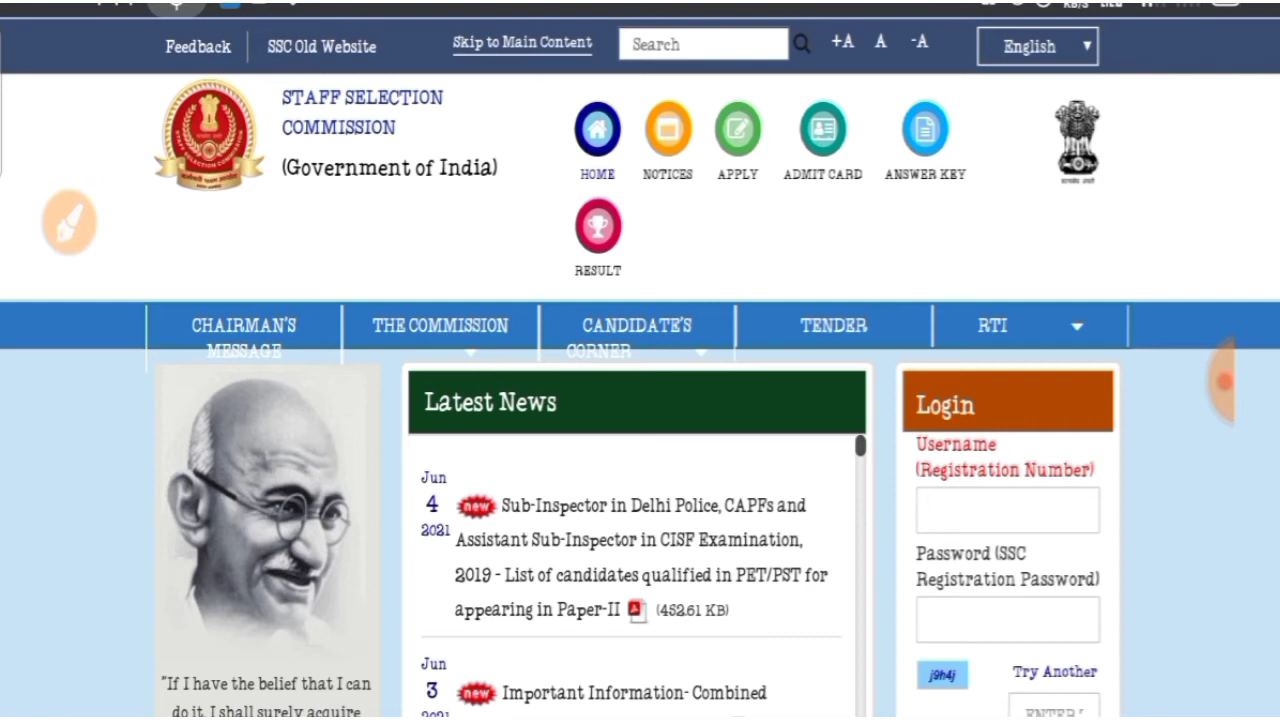 Feedback
SSC Old Website
Skip to Main Content
Search
+A
A
-A
English
STAFF SELECTION
COMMISSION
(Government of India)
HOME
NOTICES
APPLY
ADMIT CARD
ANSWER KEY
RESULT
CHAIRMAN'S
MESSAGE
THE COMMISSION
CANDIDATE'S
CORNER
TENDER
RTI
"If I have the belief that I can
do it, I shall surely acquire
Latest News
Jun
4
2021
new Sub-Inspector in Delhi Police, CAPFs and
Assistant Sub-Inspector in CISF Examination,
2019 - List of candidates qualified in PET/PST for
appearing in Paper-II (452.61 KB)
Jun
3
2021
new Important Information- Combined
Login
Username
(Registration Number)
Password (SSC
Registration Password)
j9h4j
Try Another